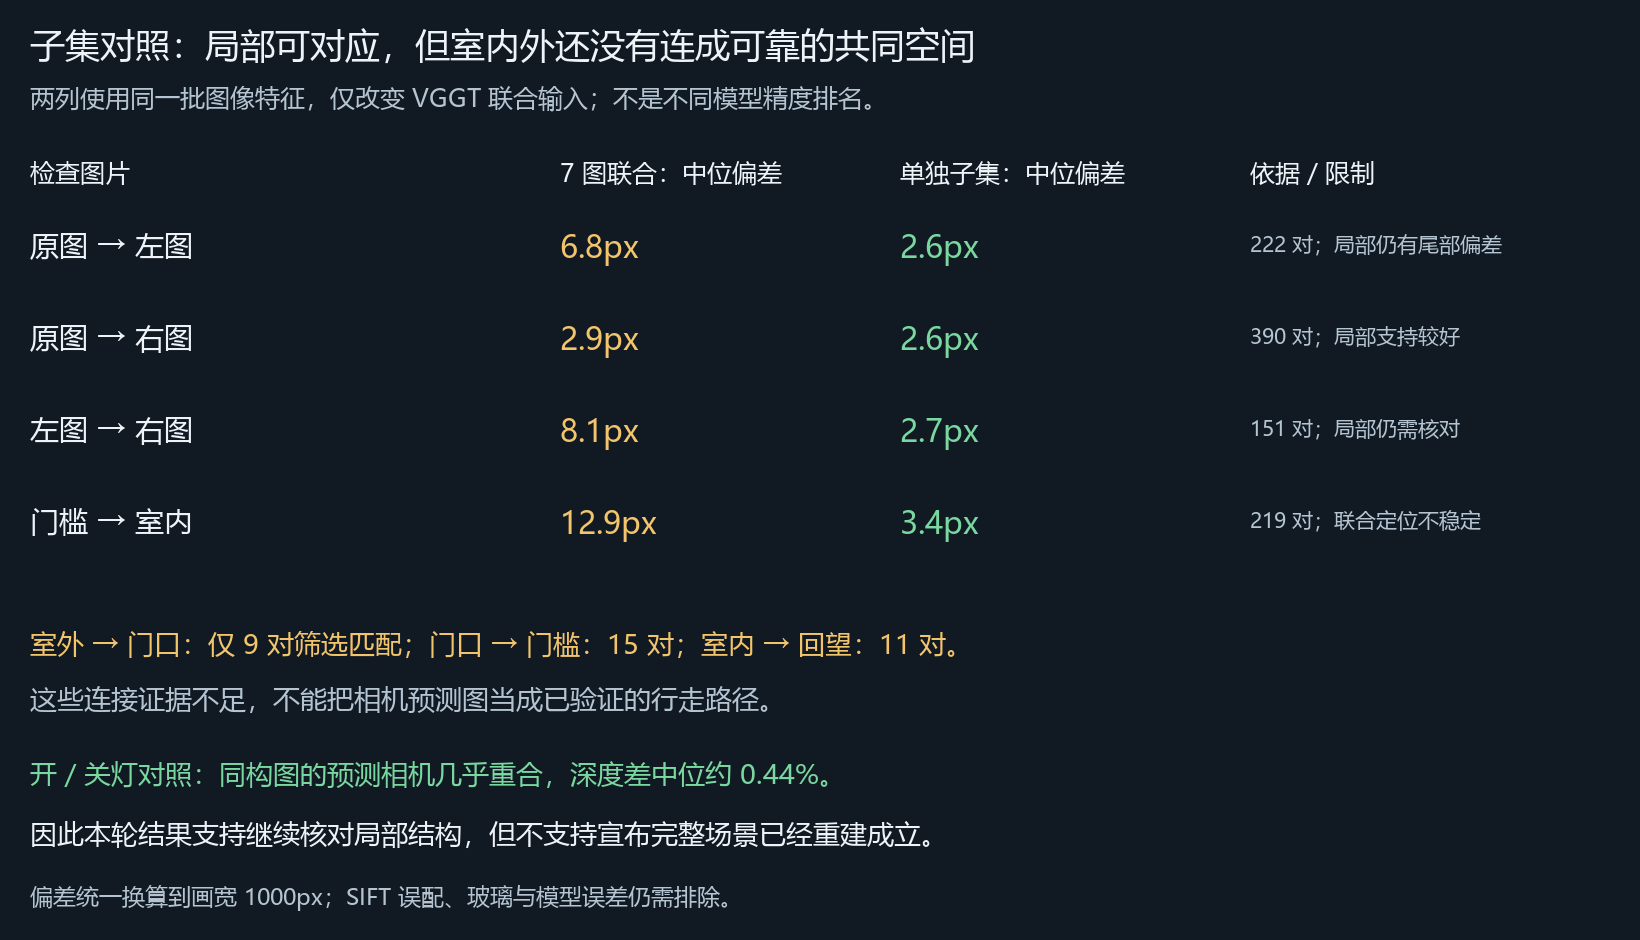 子集对照：局部可对应，但室内外还没有连成可靠的共同空间
两列使用同一批图像特征，仅改变 VGGT 联合输入；不是不同模型精度排名。
检查图片 7 图联合：中位偏差 单独子集：中位偏差 依据 / 限制
原图 → 左图 6.8px 2.6px 222 对；局部仍有尾部偏差
原图 → 右图 2.9px 2.6px 390 对；局部支持较好
左图 → 右图 8.1px 2.7px 151 对；局部仍需核对
门槛 → 室内 12.9px 3.4px 219 对；联合定位不稳定
室外 → 门口：仅 9 对筛选匹配；门口 → 门槛：15 对；室内 → 回望：11 对。
这些连接证据不足，不能把相机预测图当成已验证的行走路径。
开 / 关灯对照：同构图的预测相机几乎重合，深度差中位约 0.44%。
因此本轮结果支持继续核对局部结构，但不支持宣布完整场景已经重建成立。
偏差统一换算到画宽 1000px；SIFT 误配、玻璃与模型误差仍需排除。